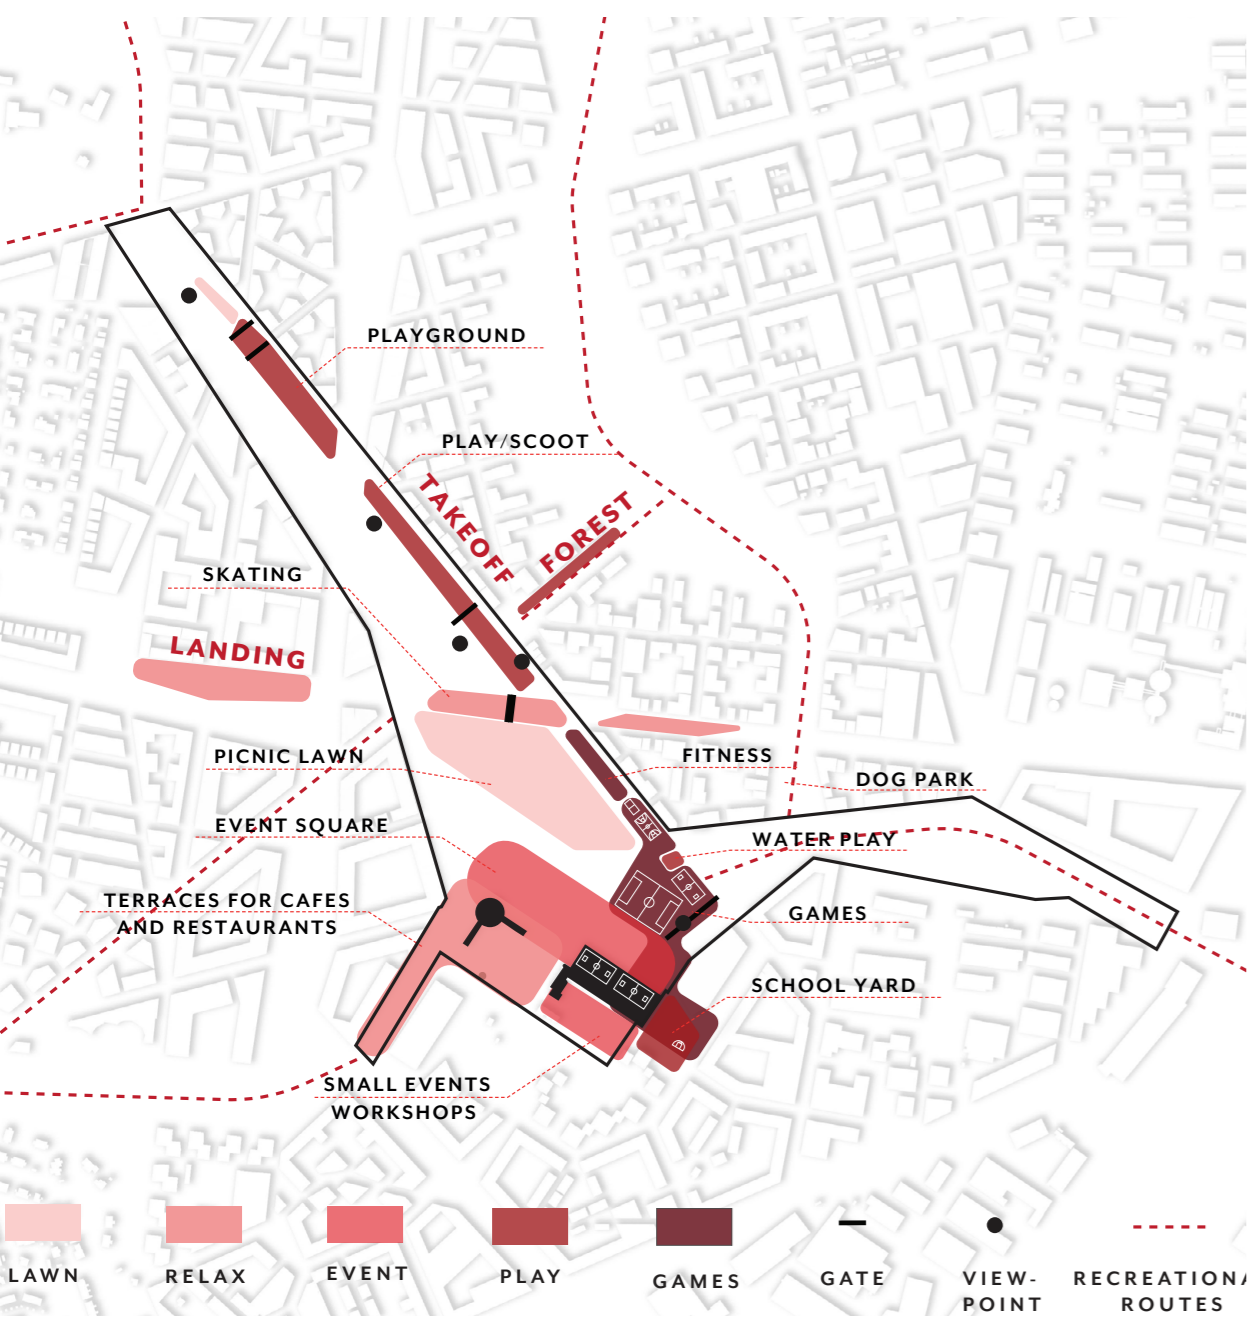 PLAYGROUND
PLAY/SCOOT
TAKEOFF
FOREST
SKATING
LANDING
PICNIC LAWN
FITNESS
DOG PARK
EVENT SQUARE
WATER PLAY
TERRACES FOR CAFES
AND RESTAURANTS
GAMES
SCHOOL YARD
SMALL EVENTS
WORKSHOPS
LAWN
RELAX
EVENT
PLAY
GAMES
GATE
VIEW-
POINT
RECREATIONA
ROUTES